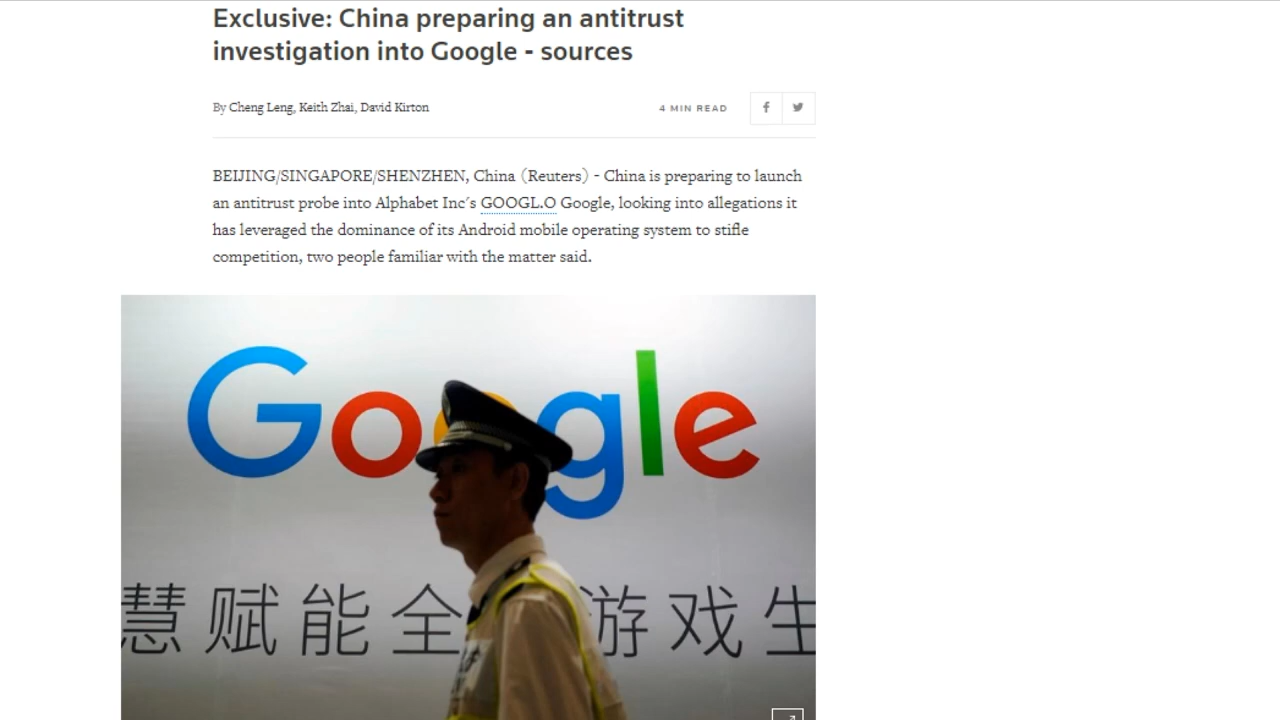 Exclusive: China preparing an antitrust
investigation into Google - sources
By Cheng Leng, Keith Zhai, David Kirton
4 MIN READ
BEIJING/SINGAPORE/SHENZHEN, China (Reuters) - China is preparing to launch
an antitrust probe into Alphabet Inc's GOOGL.O Google, looking into allegations it
has leveraged the dominance of its Android mobile operating system to stifle
competition, two people familiar with the matter said.
Google
慧赋能全 游戏生